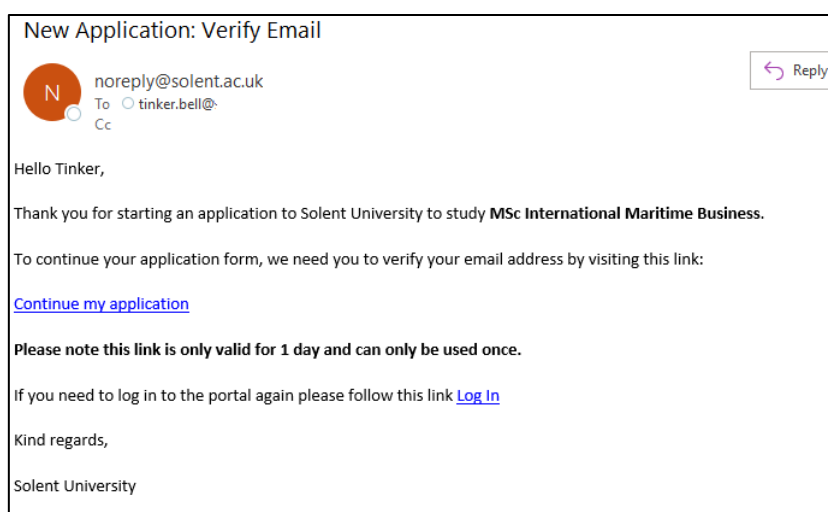 New Application: Verify Email
N
noreply@solent.ac.uk
Reply
To tinker.bell@
Cc
Hello Tinker,
Thank you for starting an application to Solent University to study MSc International Maritime Business.
To continue your application form, we need you to verify your email address by visiting this link:
Continue my application
Please note this link is only valid for 1 day and can only be used once.
If you need to log in to the portal again please follow this link Log In
Kind regards,
Solent University